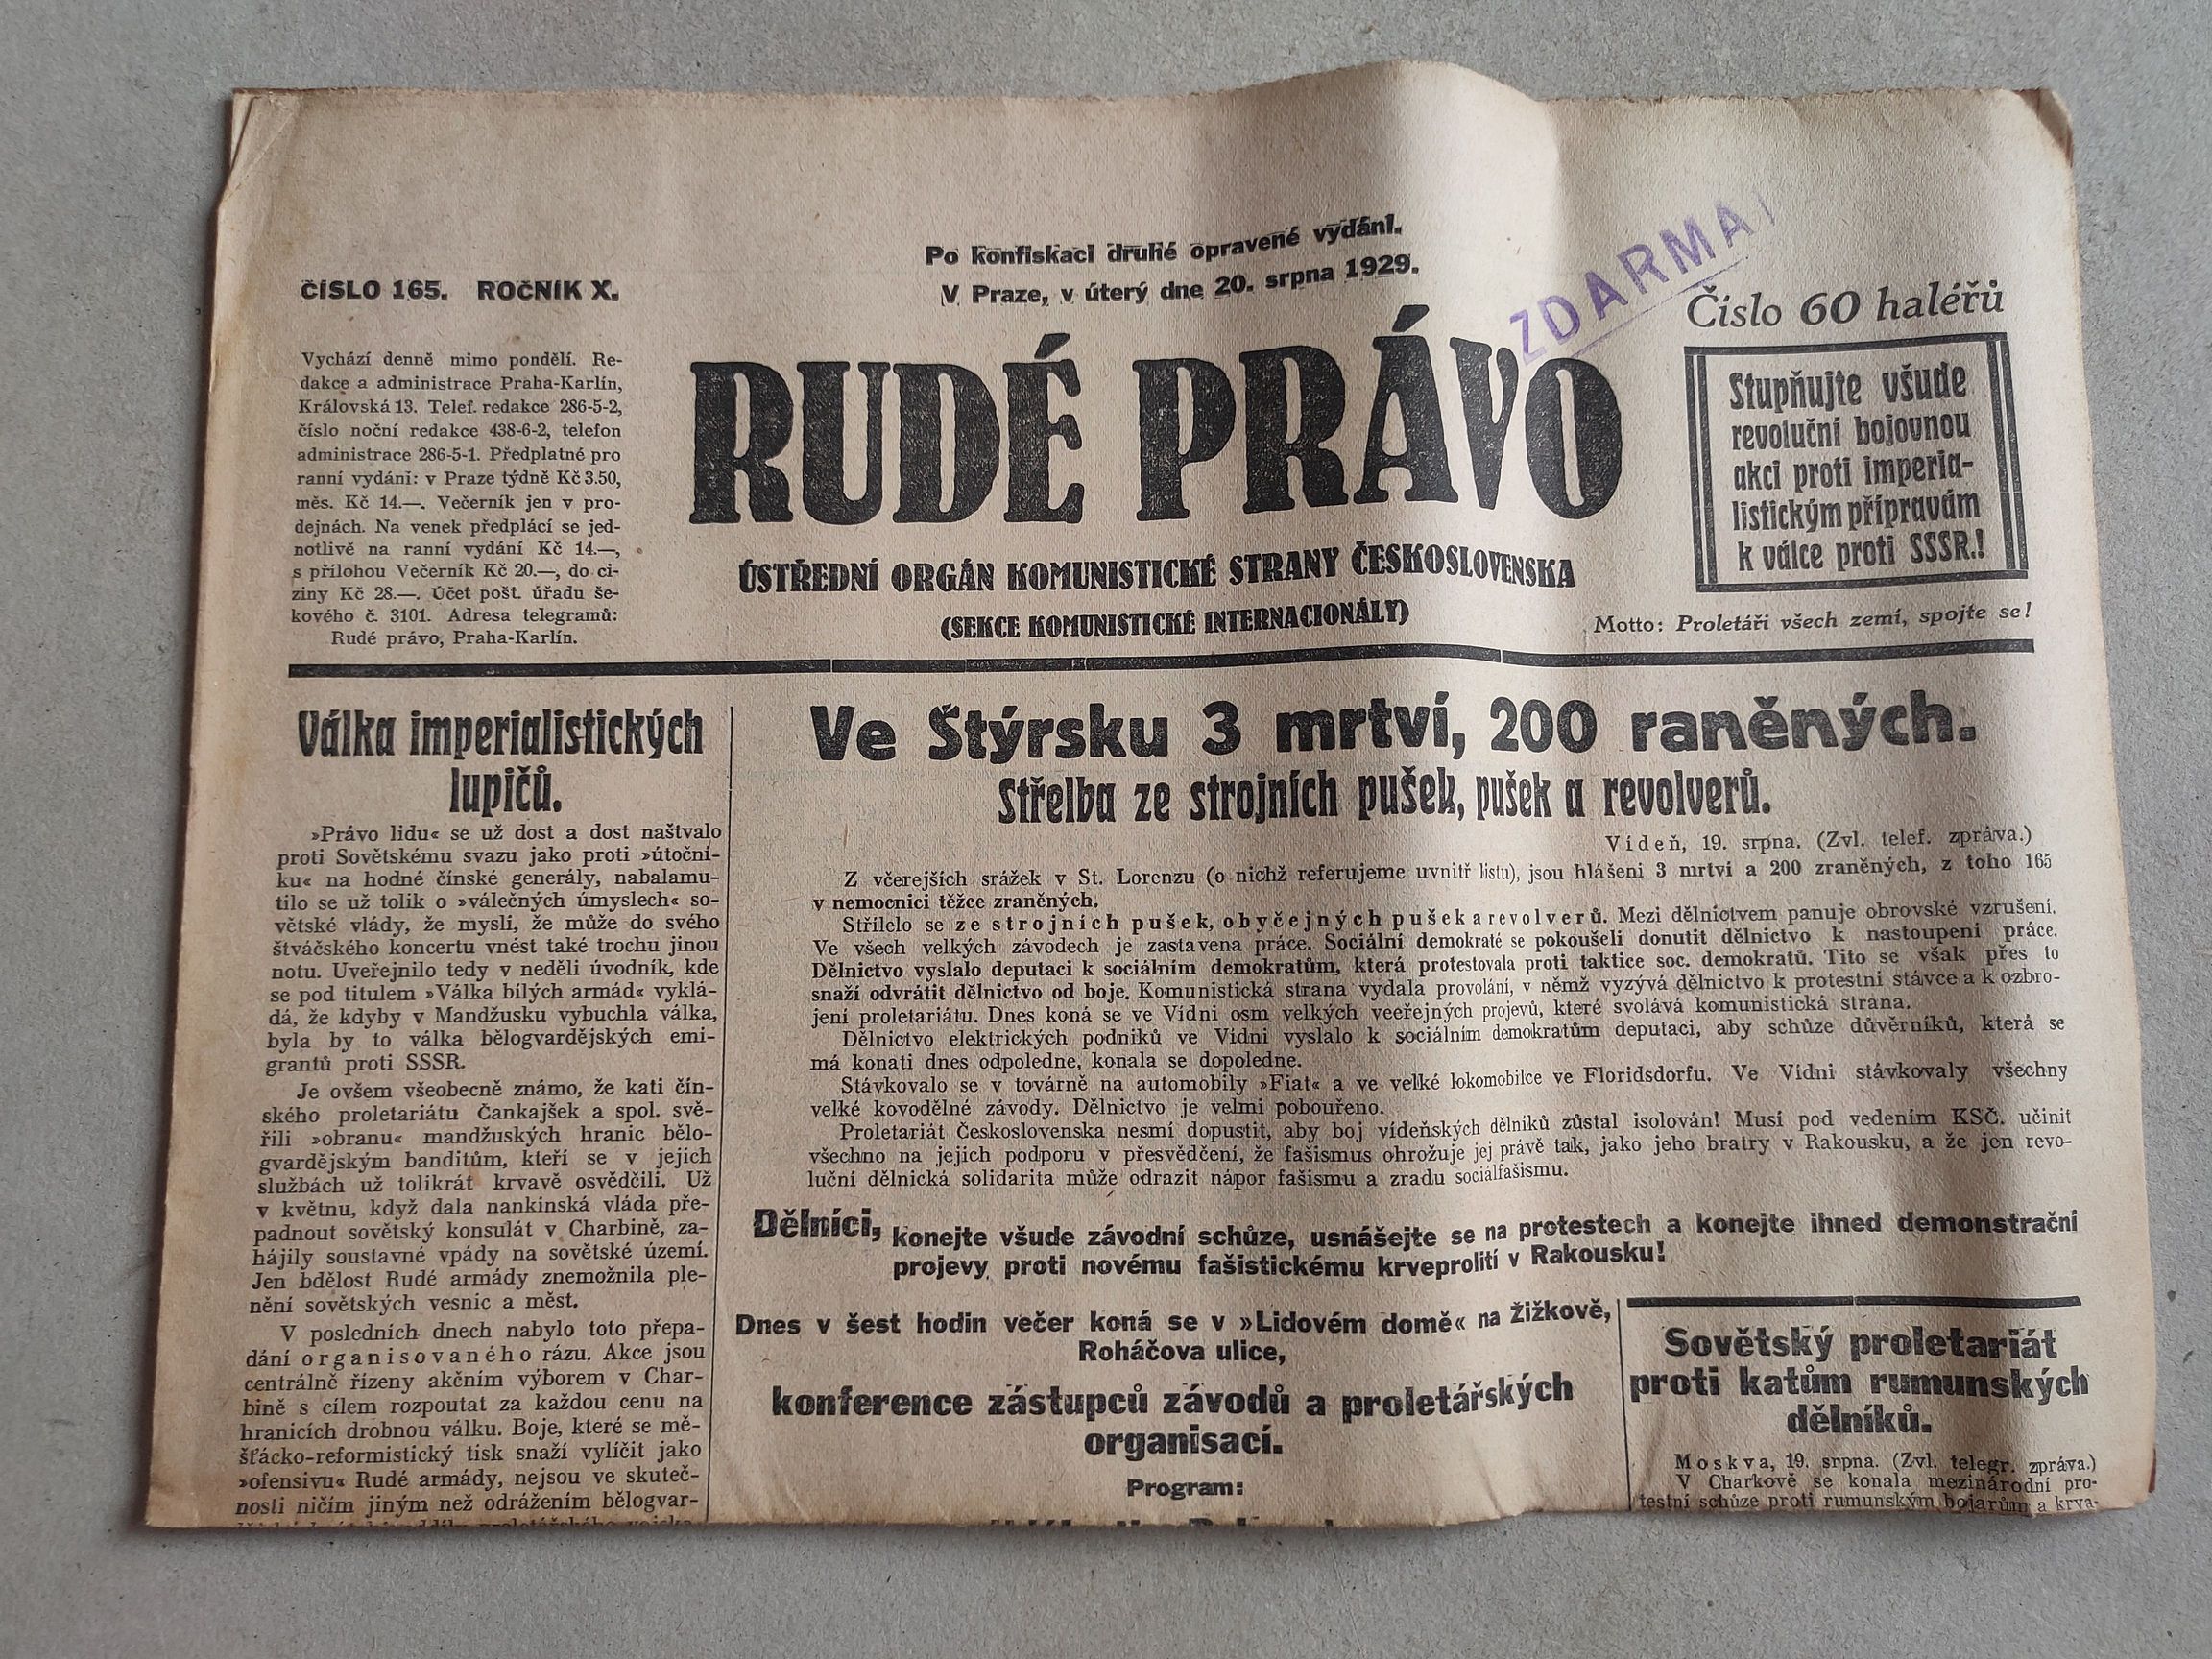 Po konfiskaci druhé opravené vydání.
V Praze, v úterý dne 20. srpna 1929.
ČÍSLO 165. ROČNÍK X.
ZDARMA
Číslo 60 haléřů
Vychází denně mimo pondělí. Re-
dakce a administrace Praha-Karlín,
Královská 13. Telef. redakce 286-5-2,
číslo noční redakce 438-6-2, telefon
administrace 286-5-1. Předplatné pro
ranní vydání: v Praze týdně Kč 3.50,
měs. Kč 14.—. Večerník jen v pro-
dejnách. Na venek předplácí se jed-
notlivě na ranní vydání Kč 14.—,
s přílohou Večerník Kč 20.—, do ci-
ziny Kč 28.—. Účet pošt. úřadu še-
kového č. 3101. Adresa telegramů:
Rudé právo, Praha-Karlín.
RUDÉ PRÁVO
ÚSTŘEDNÍ ORGÁN KOMUNISTICKÉ STRANY ČESKOSLOVENSKA
(SEKCE KOMUNISTICKÉ INTERNACIONÁLY)
Stupňujte všude
revoluční bojovnou
akci proti imperia-
listickým přípravám
k válce proti SSSR.!
Motto: Proletáři všech zemí, spojte se!
Válka imperialistických
lupičů.
»Právo lidu« se už dost a dost naštvalo
proti Sovětskému svazu jako proti »útoční-
ku« na hodné čínské generály, nabalamu-
tilo se už tolik o »válečných úmyslech« so-
větské vlády, že myslí, že může do svého
štváčského koncertu vnést také trochu jinou
notu. Uveřejnilo tedy v neděli úvodník, kde
se pod titulem »Válka bílých armád« vyklá-
dá, že kdyby v Mandžusku vybuchla válka,
byla by to válka bělogvardějských emi-
grantů proti SSSR.
Je ovšem všeobecně známo, že kati čín-
ského proletariátu Čankajšek a spol. svě-
řili »obranu« mandžuských hranic bělo-
gvardějským banditům, kteří se v jejich
službách už tolikrát krvavě osvědčili. Už
v květnu, když dala nankinská vláda pře-
padnout sovětský konsulát v Charbině, za-
hájily soustavné vpády na sovětské území.
Jen bdělost Rudé armády znemožnila ple-
nění sovětských vesnic a měst.
V posledních dnech nabylo toto přepa-
dání organisovaného rázu. Akce jsou
centrálně řízeny akčním výborem v Char-
bině s cílem rozpoutat za každou cenu na
hranicích drobnou válku. Boje, které se mě-
šťácko-reformistický tisk snaží vylíčit jako
»ofensivu« Rudé armády, nejsou ve skuteč-
nosti ničím jiným než odrážením bělogvar-
Ve Štýrsku 3 mrtví, 200 raněných.
Střelba ze strojních pušek, pušek a revolverů.
Vídeň, 19. srpna. (Zvl. telef. zpráva.)
Z včerejších srážek v St. Lorenzu (o nichž referujeme uvnitř listu), jsou hlášeni 3 mrtví a 200 zraněných, z toho 165
v nemocnici těžce zraněných.
Střílelo se ze strojních pušek, obyčejných pušek a revolverů. Mezi dělnictvem panuje obrovské vzrušení.
Ve všech velkých závodech je zastavena práce. Sociální demokraté se pokoušeli donutit dělnictvo k nastoupení práce.
Dělnictvo vyslalo deputaci k sociálním demokratům, která protestovala proti taktice soc. demokratů. Tito se však přes to
snaží odvrátit dělnictvo od boje. Komunistická strana vydala provolání, v němž vyzývá dělnictvo k protestní stávce a k ozbro-
jení proletariátu. Dnes koná se ve Vídni osm velkých veeřejných projevů, které svolává komunistická strana.
Dělnictvo elektrických podniků ve Vídni vyslalo k sociálním demokratům deputaci, aby schůze důvěrníků, která se
má konati dnes odpoledne, konala se dopoledne.
Stávkovalo se v továrně na automobily »Fiat« a ve velké lokomobilce ve Floridsdorfu. Ve Vídni stávkovaly všechny
velké kovodělné závody. Dělnictvo je velmi pobouřeno.
Proletariát Československa nesmí dopustit, aby boj vídeňských dělníků zůstal isolován! Musí pod vedením KSČ. učinit
všechno na jejich podporu v přesvědčení, že fašismus ohrožuje jej právě tak, jako jeho bratry v Rakousku, a že jen revo-
luční dělnická solidarita může odrazit nápor fašismu a zradu sociálfašismu.
Dělníci, konejte všude závodní schůze, usnášejte se na protestech a konejte ihned demonstrační
projevy proti novému fašistickému krveprolití v Rakousku!
Dnes v šest hodin večer koná se v »Lidovém domě« na Žižkově,
Roháčova ulice,
konference zástupců závodů a proletářských
organisací.
Program:
Sovětský proletariát
proti katům rumunských
dělníků.
Moskva, 19. srpna. (Zvl. telegr. zpráva.)
V Charkově se konala mezinárodní pro-
testní schůze proti rumunským bojarům a krva-